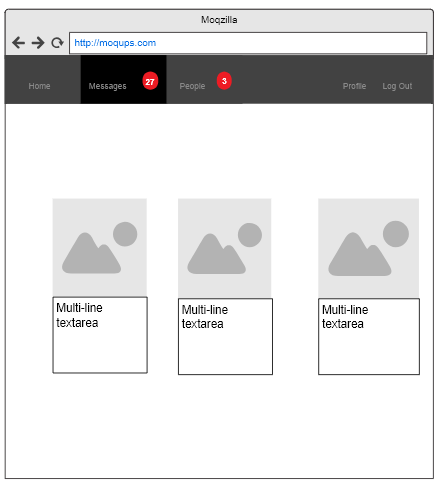 Moqzilla
http://moqups.com
Home
Messages
27
People
3
Profile
Log Out
Multi-line
textarea
Multi-line
textarea
Multi-line
textarea